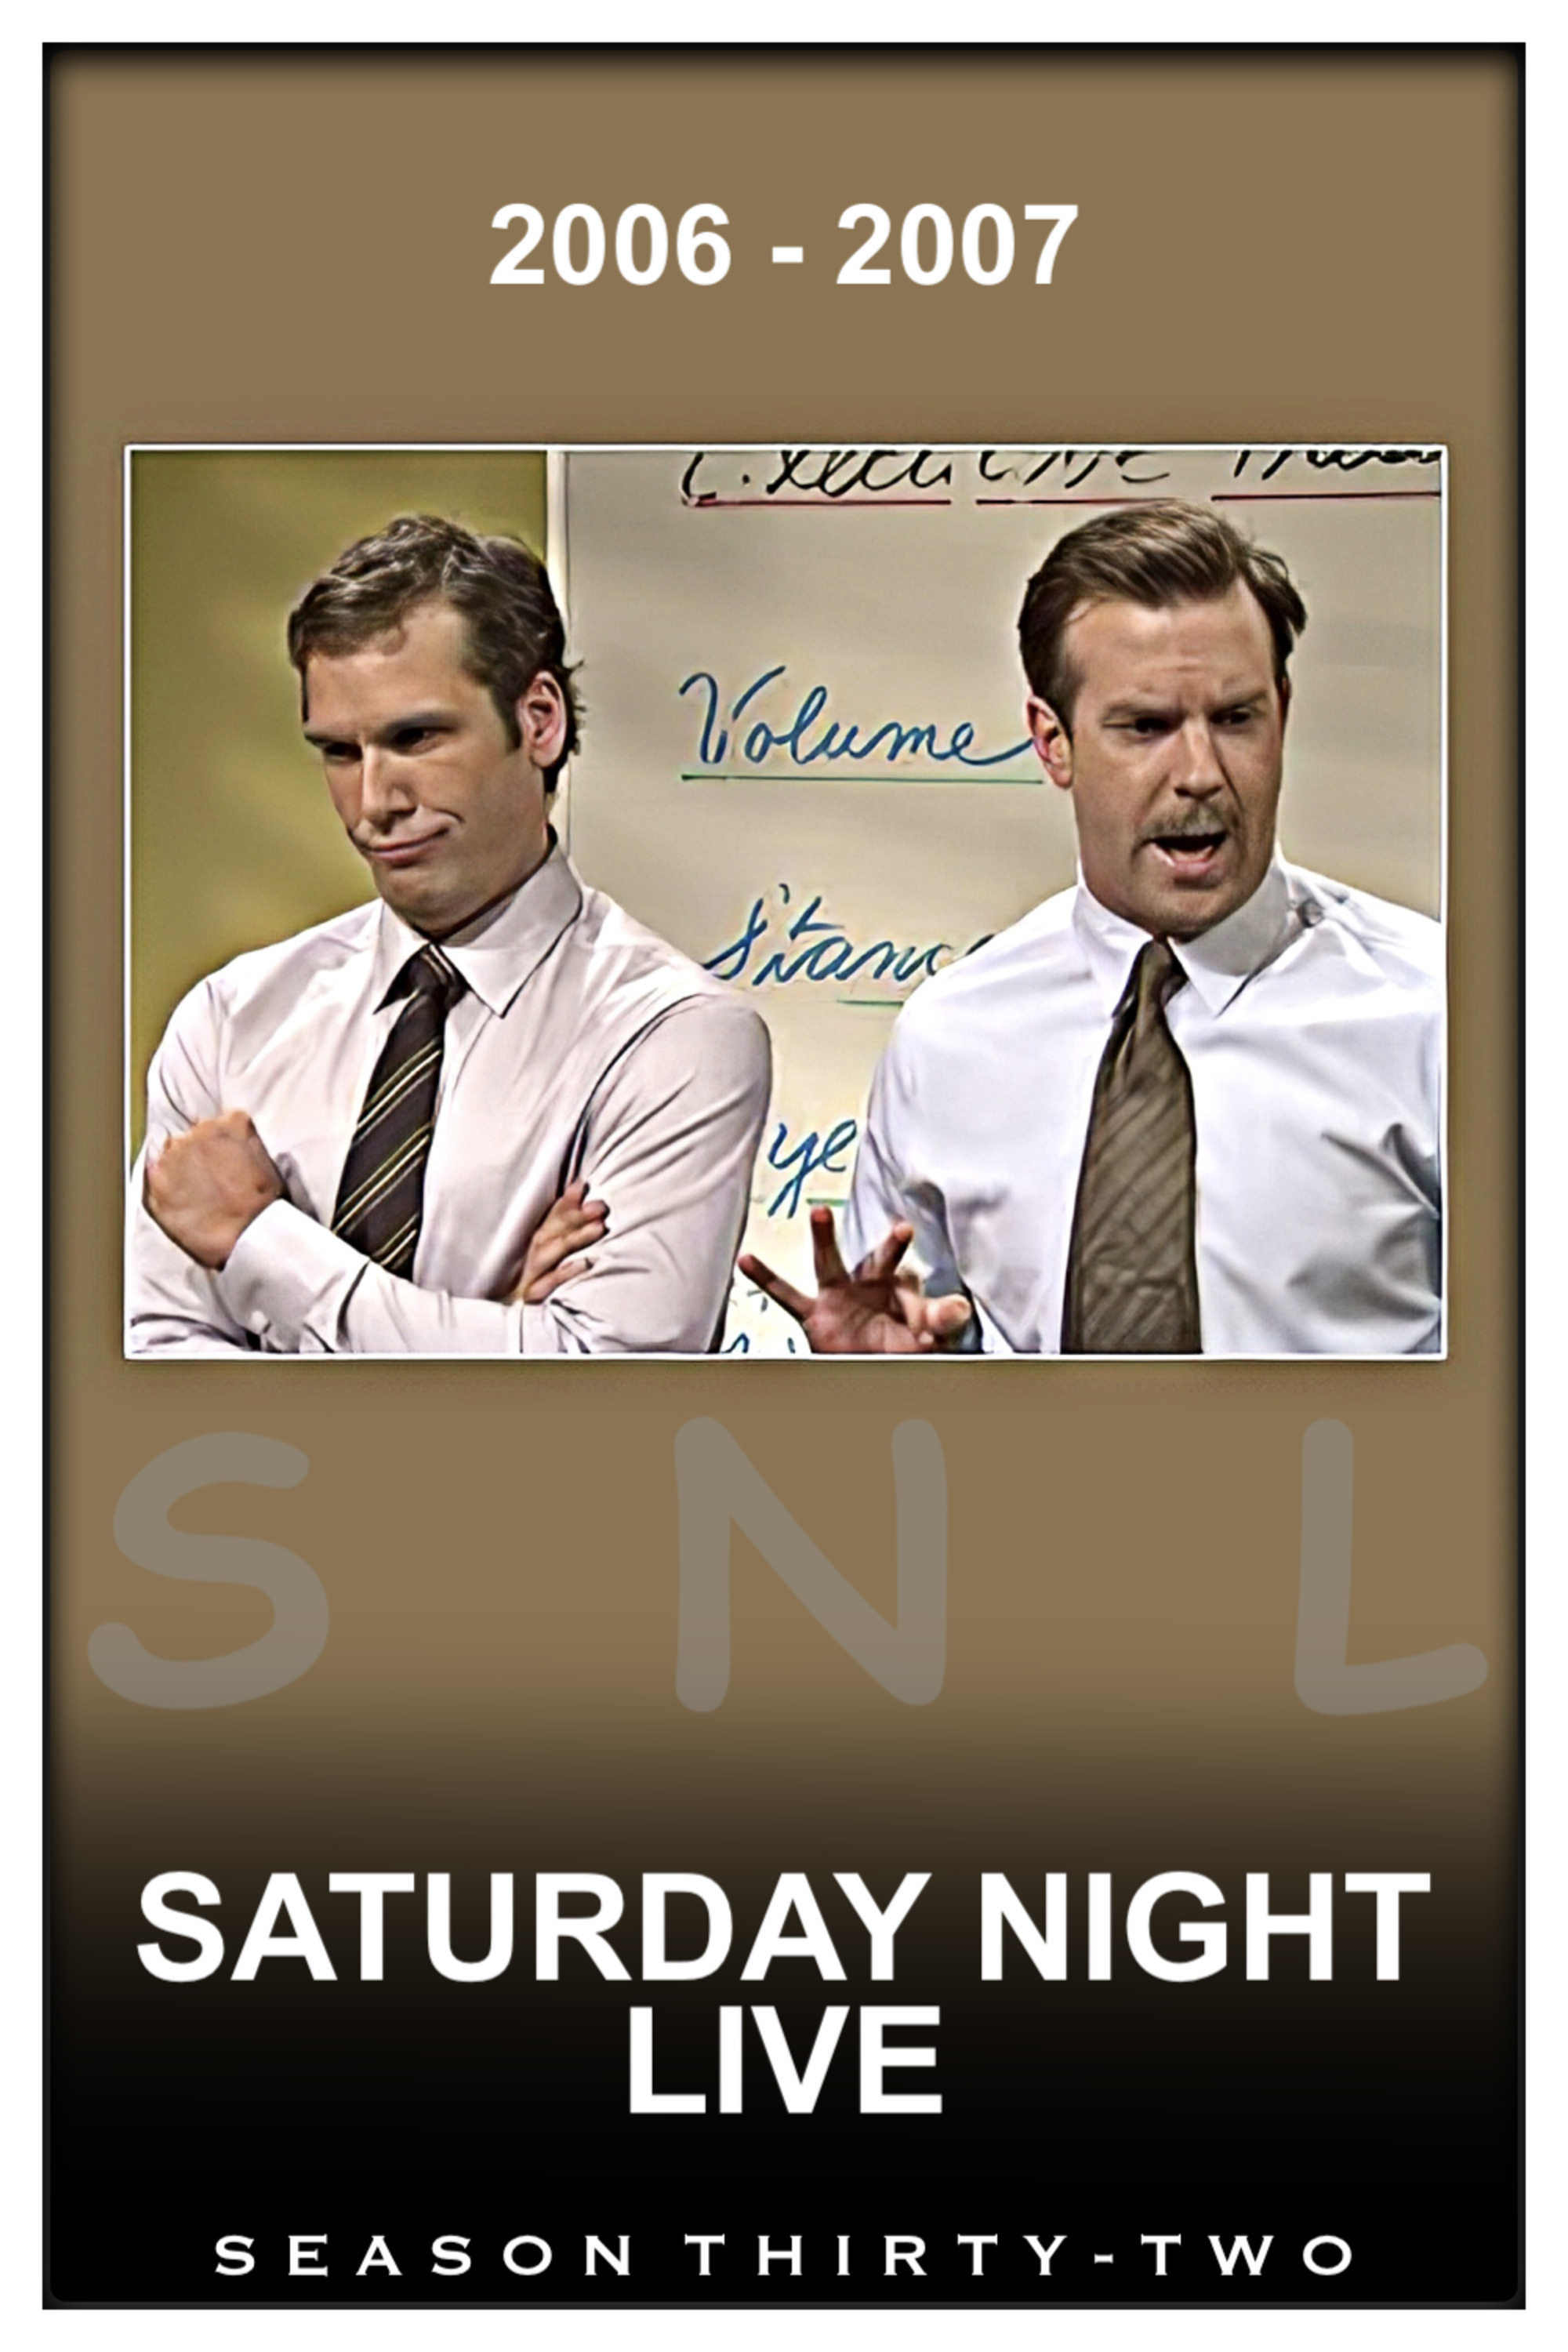 2006 - 2007
Volume
S N L
SATURDAY NIGHT
LIVE
SEASON THIRTY-TWO